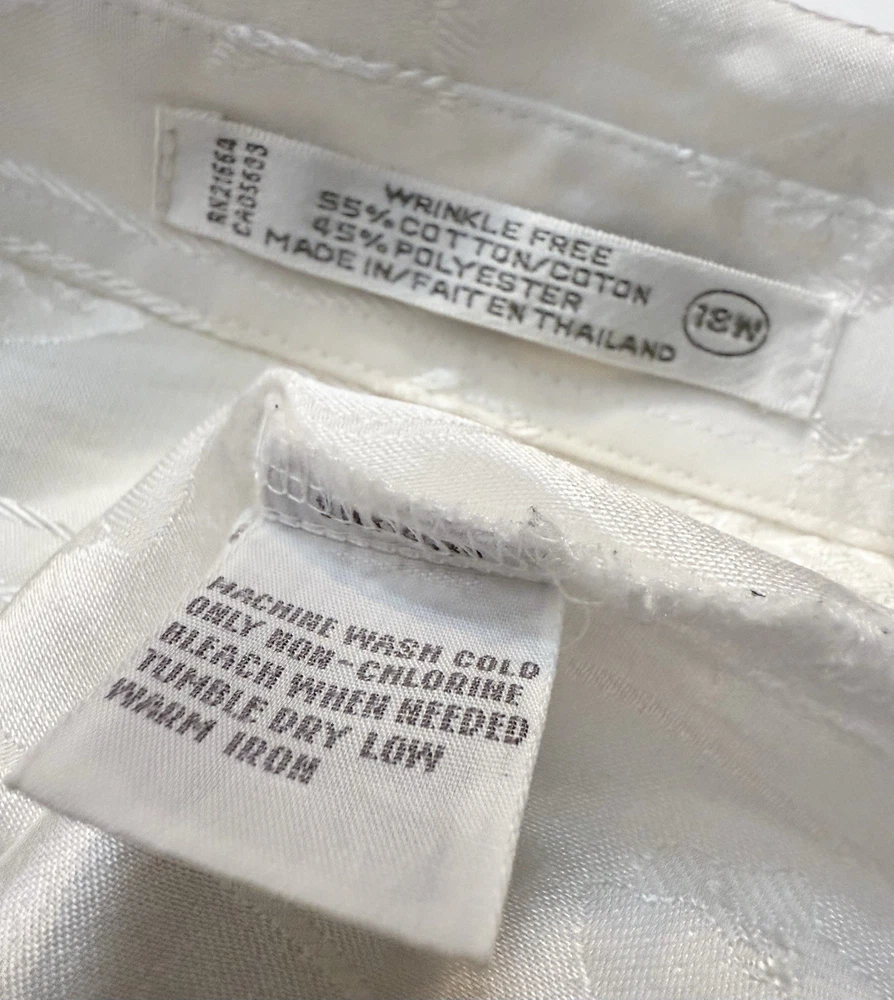 RN21664
CA05603
WRINKLE FREE
55% COTTON/COTON
45% POLYESTER
MADE IN/FAIT EN THAILAND
18W
MACHINE WASH COLD
ONLY NON-CHLORINE
BLEACH WHEN NEEDED
TUMBLE DRY LOW
WARM IRON